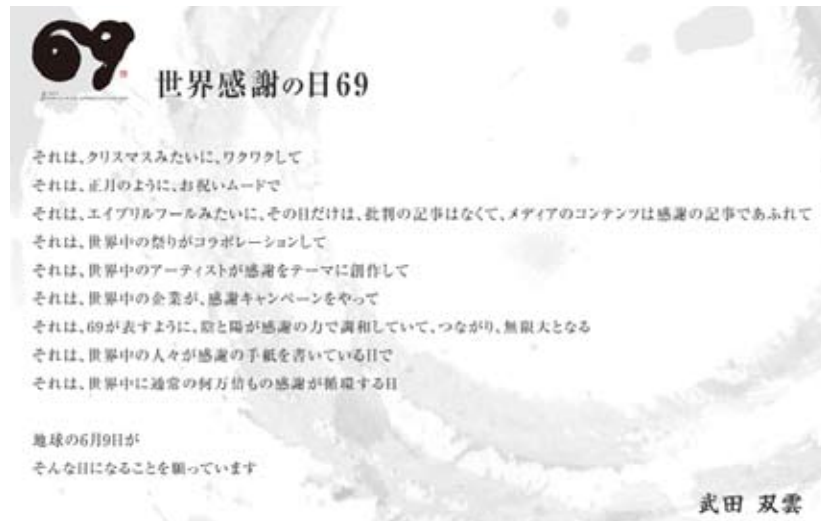 69
世界感謝の日69
それは、クリスマスみたいに、ワクワクして
それは、正月のように、お祝いムードで
それは、エイプリルフールみたいに、その日だけは、批判の記事はなくて、メディアのコンテンツは感謝の記事であふれて
それは、世界中の祭りがコラボレーションして
それは、世界中のアーティストが感謝をテーマに創作して
それは、世界中の企業が、感謝キャンペーンをやって
それは、69が表すように、陰と陽が感謝の力で調和していて、つながり、無限大となる
それは、世界中の人々が感謝の手紙を書いている日で
それは、世界中に通常の何万倍もの感謝が循環する日
地球の6月9日が
そんな日になることを願っています
武田 双雲